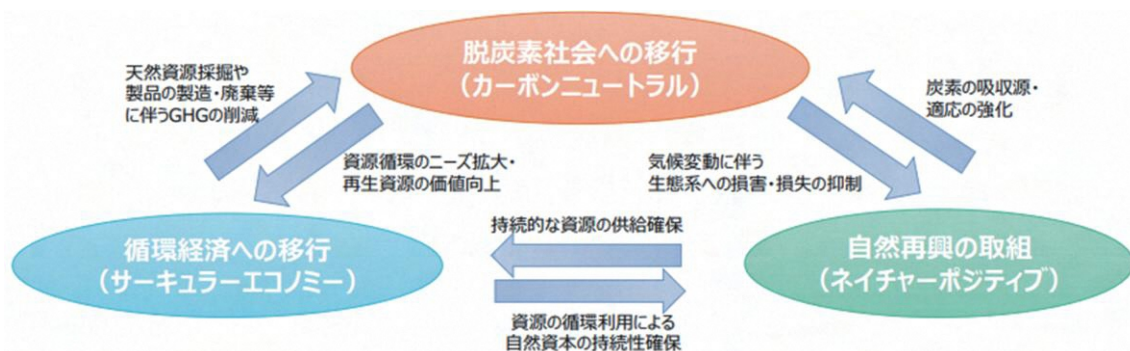 脱炭素社会への移行
（カーボンニュートラル）
天然資源採掘や
製品の製造・廃棄等
に伴うGHGの削減
炭素の吸収源・
適応の強化
資源循環のニーズ拡大・
再生資源の価値向上
気候変動に伴う
生態系への損害・損失の抑制
循環経済への移行
（サーキュラーエコノミー）
持続的な資源の供給確保
自然再興の取組
（ネイチャーポジティブ）
資源の循環利用による
自然資本の持続性確保